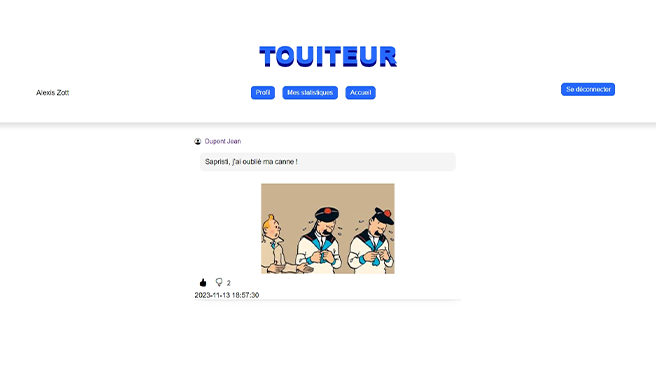 TOUITEUR
Alexis Zott
Profil Mes statistiques Accueil
Se déconnecter
Dupont Jean
Sapristi, j'ai oublié ma canne !
2
2023-11-13 18:57:30